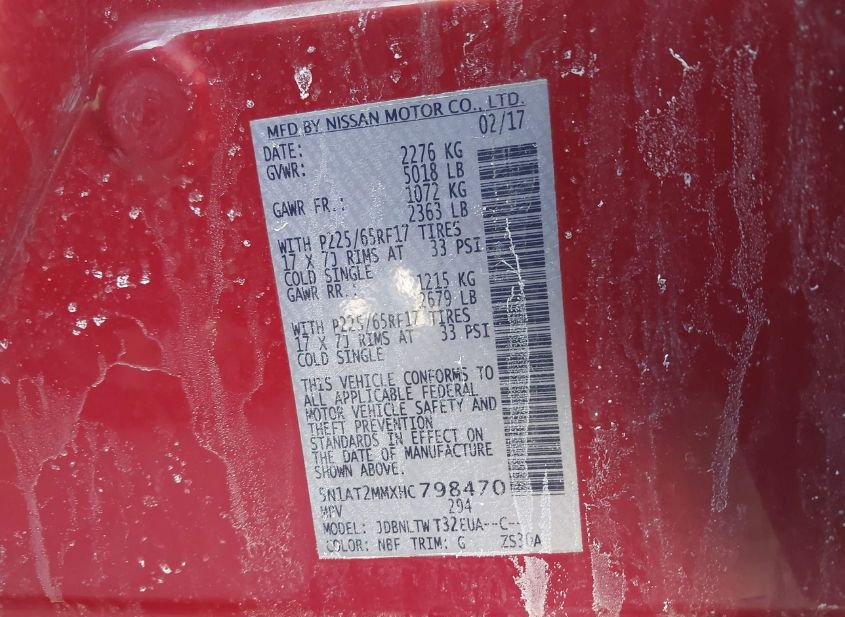 MFD BY NISSAN MOTOR CO., LTD.
DATE: 02/17
GVWR: 2276 KG
5018 LB
GAWR FR.: 1072 KG
2363 LB
WITH P225/65RF17 TIRES
17 X 7J RIMS AT 33 PSI
COLD SINGLE
GAWR RR.: 1215 KG
2679 LB
WITH P225/65RF17 TIRES
17 X 7J RIMS AT 33 PSI
COLD SINGLE
THIS VEHICLE CONFORMS TO
ALL APPLICABLE FEDERAL
MOTOR VEHICLE SAFETY AND
THEFT PREVENTION
STANDARDS IN EFFECT ON
THE DATE OF MANUFACTURE
SHOWN ABOVE.
5N1AT2MMXHC798470
MPV 294
MODEL: JDBNLTW T32EUA--C--
COLOR: NBF TRIM: G ZS30A